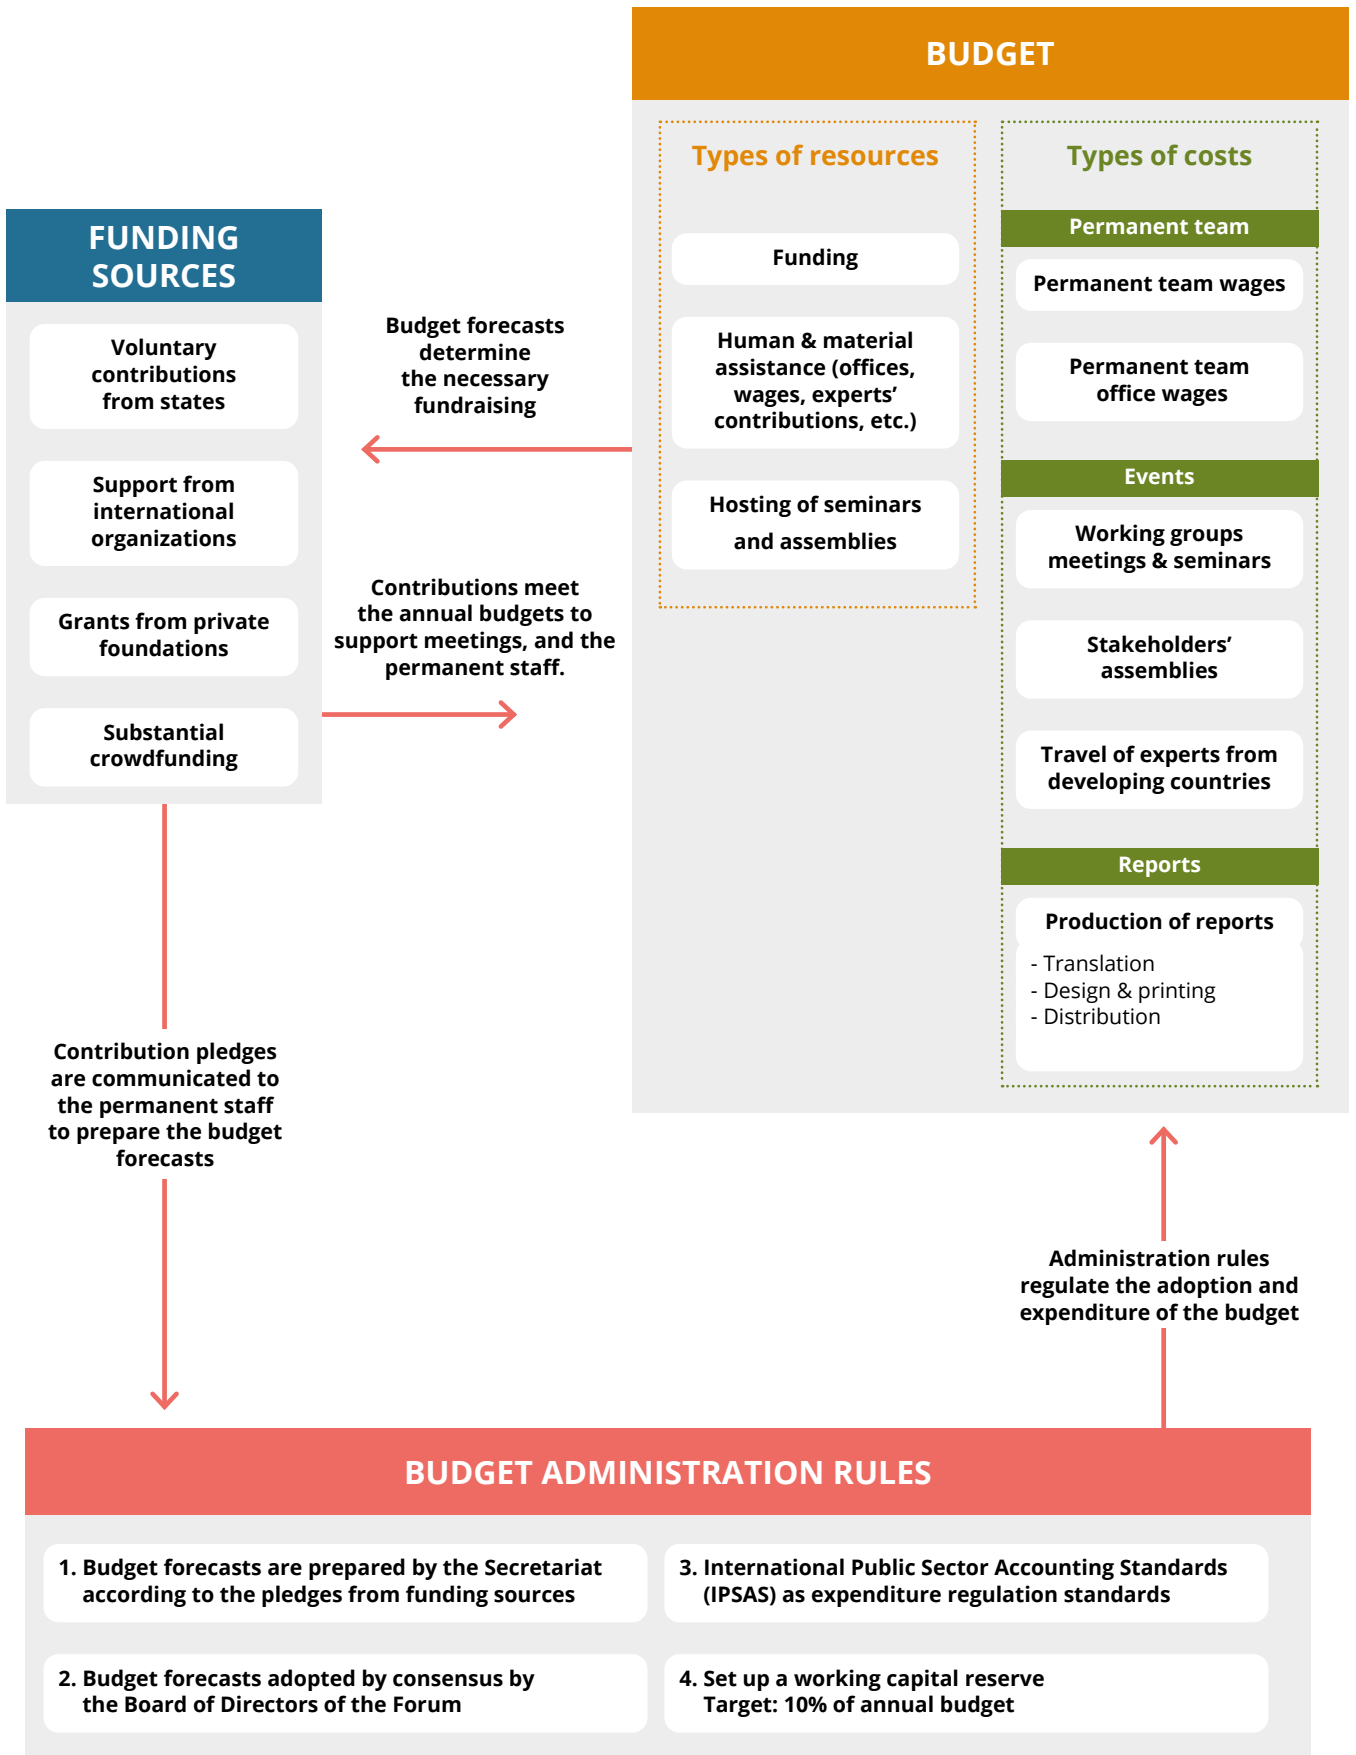 BUDGET
Types of resources
Funding
Human & material
assistance (offices,
wages, experts’
contributions, etc.)
Hosting of seminars
and assemblies
Types of costs
Permanent team
Permanent team wages
Permanent team
office wages
Events
Working groups
meetings & seminars
Stakeholders’
assemblies
Travel of experts from
developing countries
Reports
Production of reports
- Translation
- Design & printing
- Distribution
FUNDING
SOURCES
Voluntary
contributions
from states
Support from
international
organizations
Grants from private
foundations
Substantial
crowdfunding
Budget forecasts
determine
the necessary
fundraising
Contributions meet
the annual budgets to
support meetings, and the
permanent staff.
Contribution pledges
are communicated to
the permanent staff
to prepare the budget
forecasts
Administration rules
regulate the adoption and
expenditure of the budget
BUDGET ADMINISTRATION RULES
1. Budget forecasts are prepared by the Secretariat
according to the pledges from funding sources
2. Budget forecasts adopted by consensus by
the Board of Directors of the Forum
3. International Public Sector Accounting Standards
(IPSAS) as expenditure regulation standards
4. Set up a working capital reserve
Target: 10% of annual budget